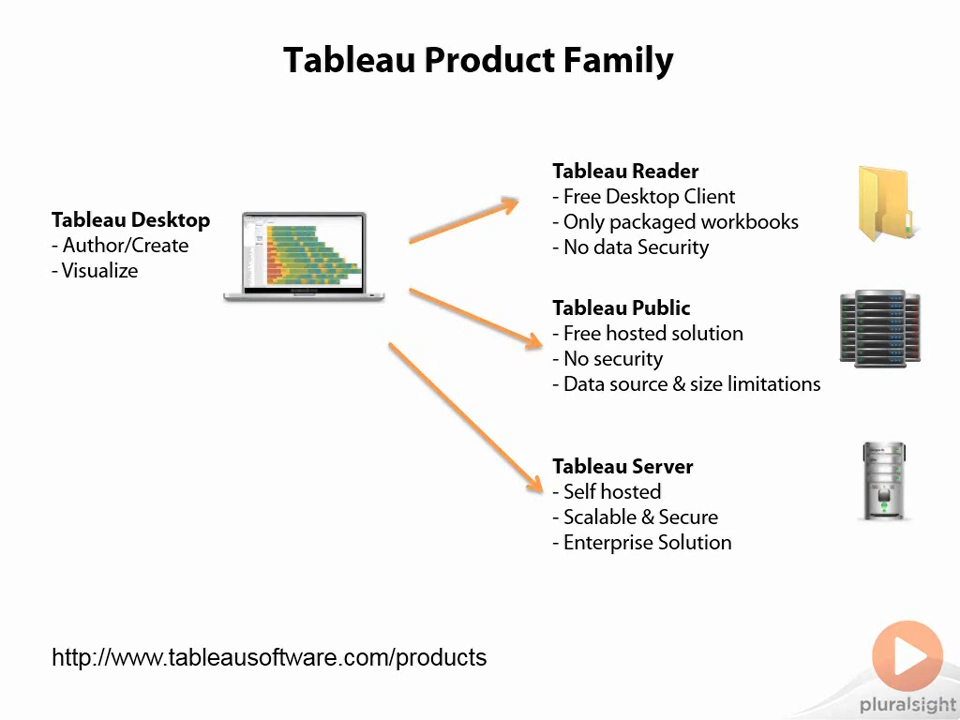 Tableau Product Family
Tableau Desktop
- Author/Create
- Visualize
Tableau Reader
- Free Desktop Client
- Only packaged workbooks
- No data Security
Tableau Public
- Free hosted solution
- No security
- Data source & size limitations
Tableau Server
- Self hosted
- Scalable & Secure
- Enterprise Solution
http://www.tableausoftware.com/products
pluralsight